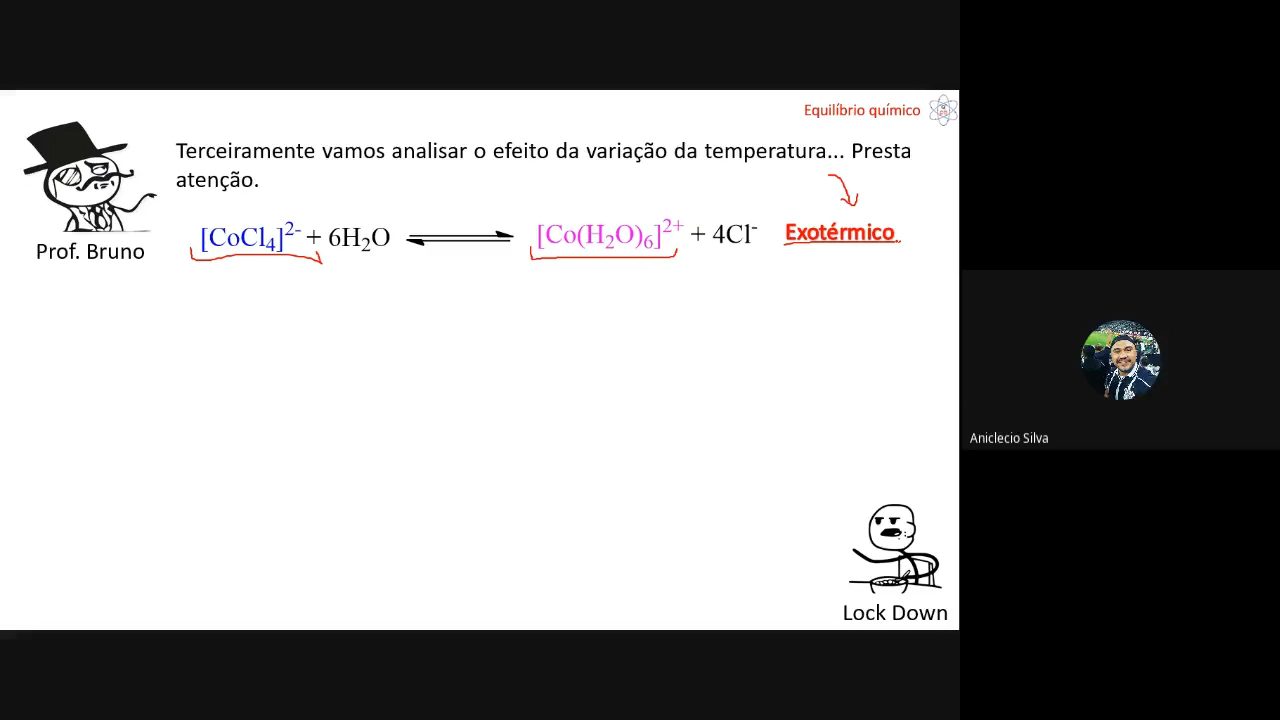 Equilíbrio químico
Terceiramente vamos analisar o efeito da variação da temperatura... Presta
atenção.
[CoCl₄]²⁻ + 6H₂O ⇌ [Co(H₂O)₆]²⁺ + 4Cl⁻ Exotérmico
Prof. Bruno
Aniclecio Silva
Lock Down